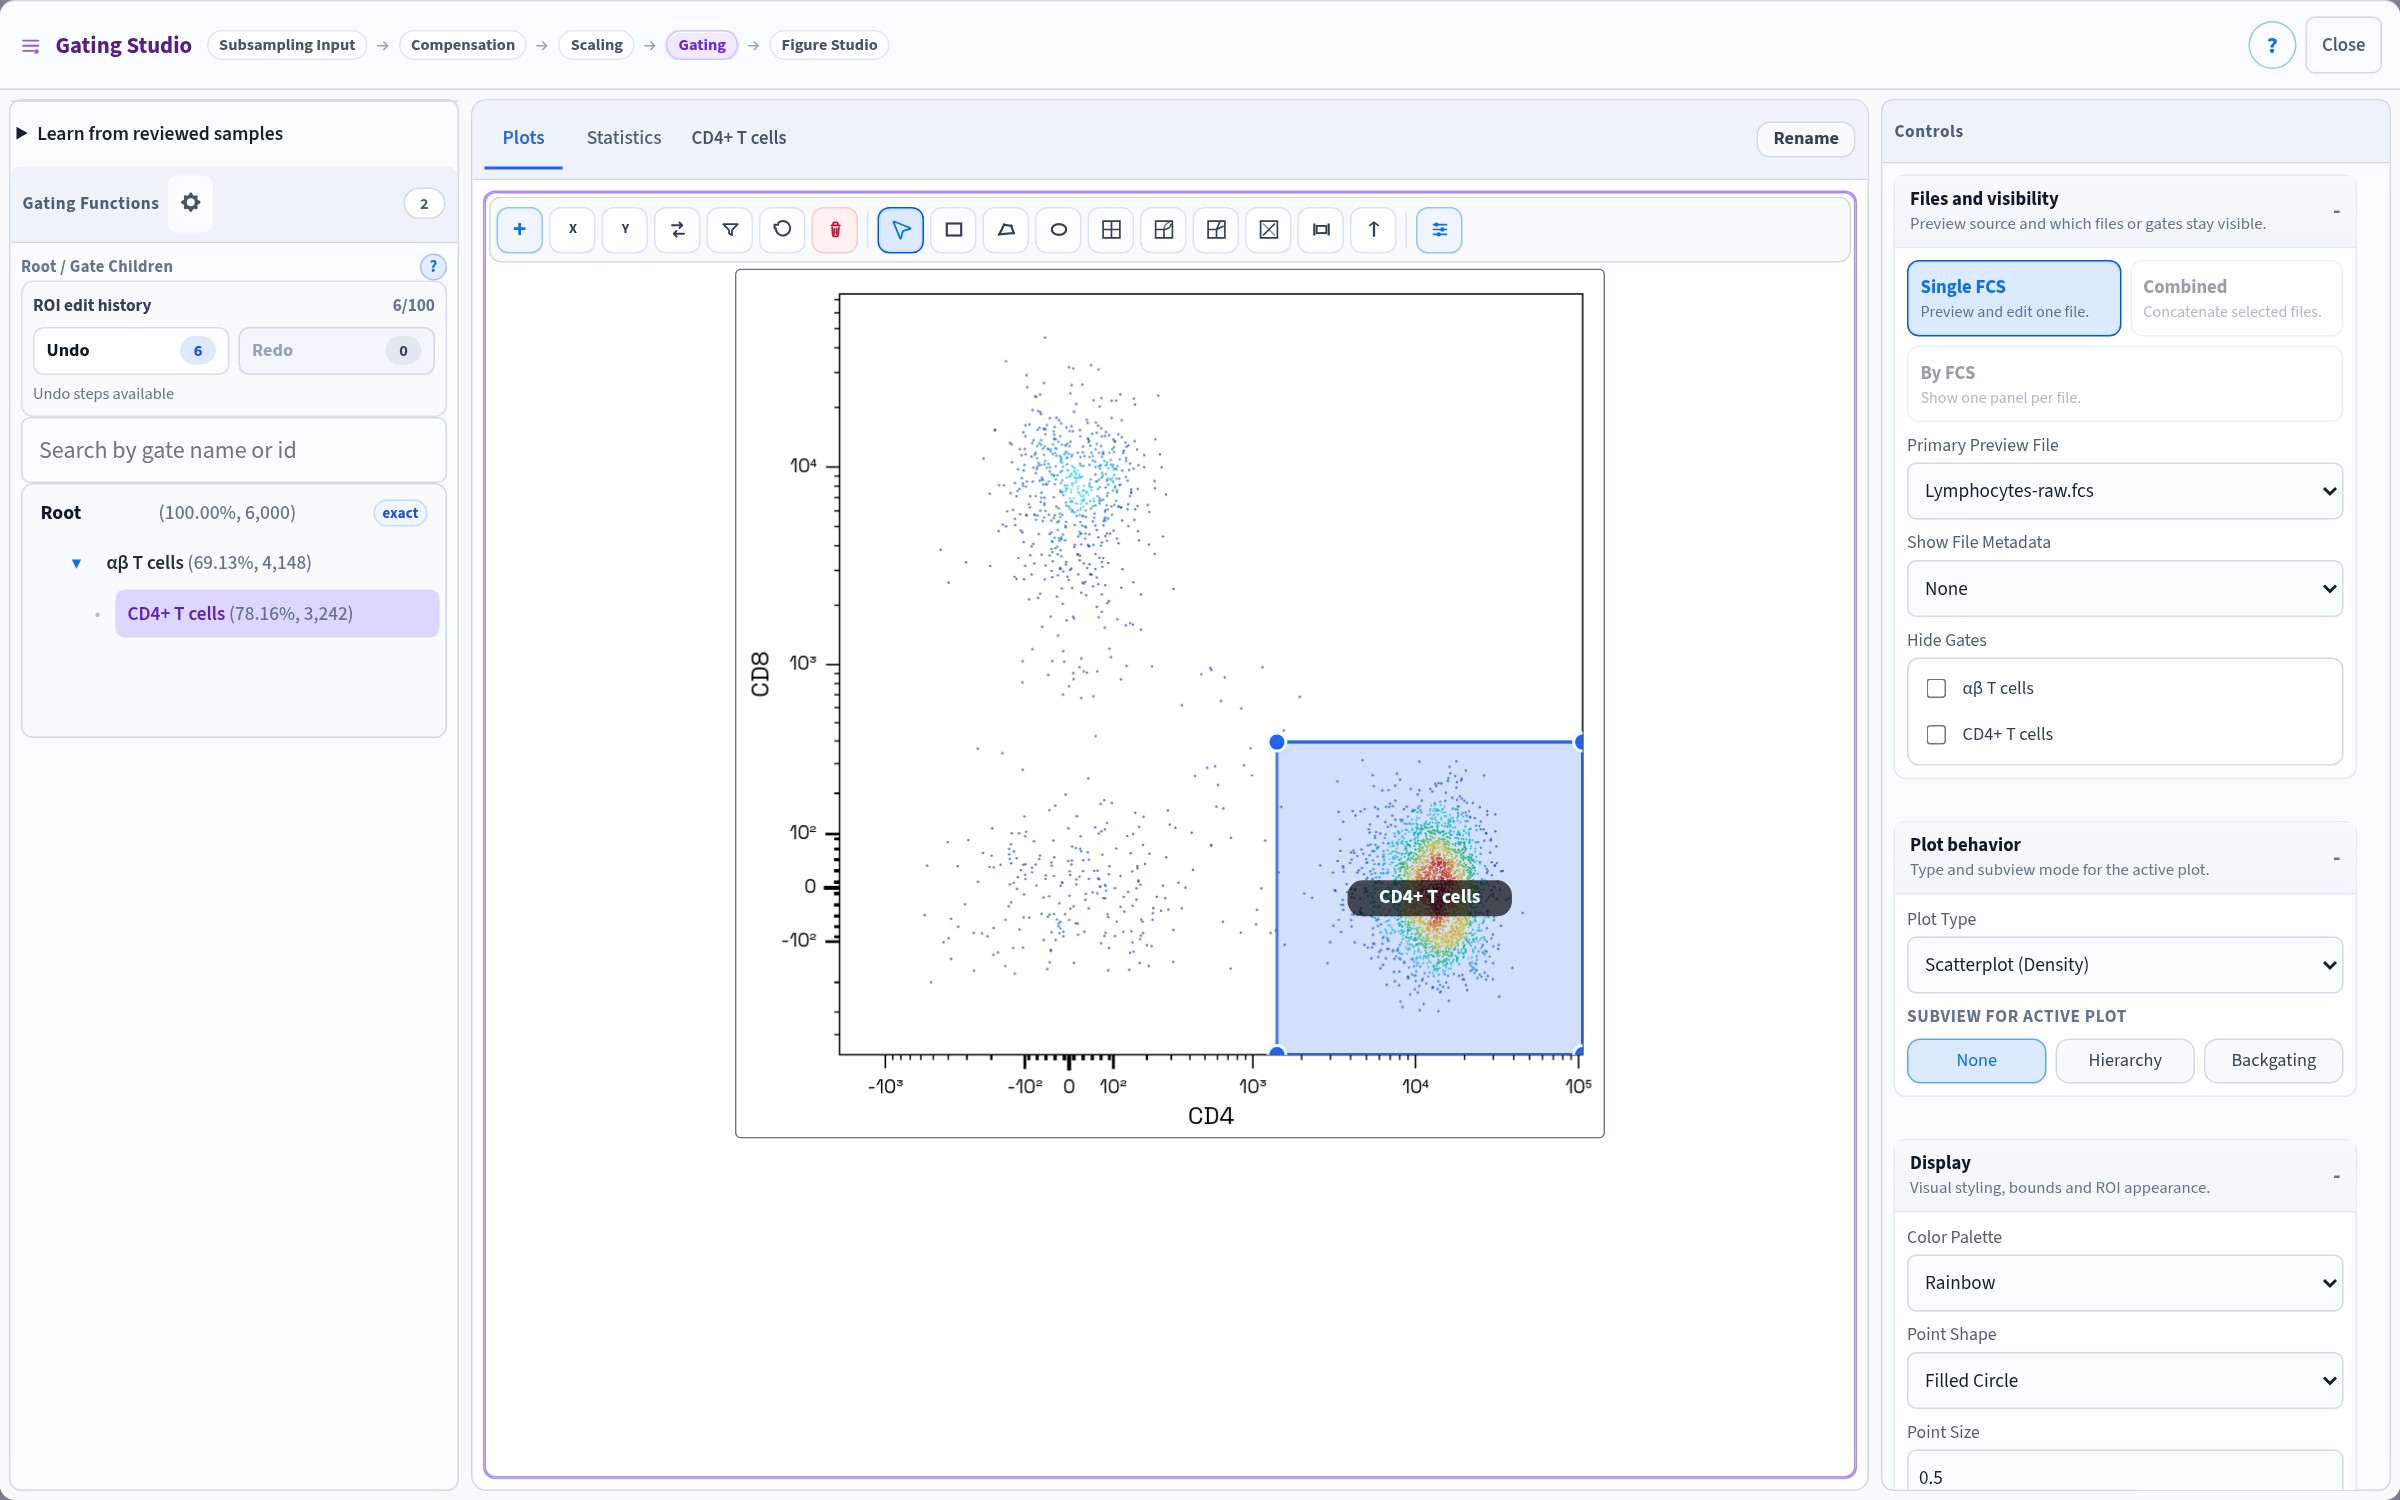 Gating Studio
Subsampling Input → Compensation → Scaling → Gating → Figure Studio
?
Close
Learn from reviewed samples
Gating Functions
2
Root / Gate Children
?
ROI edit history
6/100
Undo 6
Redo 0
Undo steps available
Search by gate name or id
Root (100.00%, 6,000) exact
αβ T cells (69.13%, 4,148)
CD4+ T cells (78.16%, 3,242)
Plots
Statistics
CD4+ T cells
Rename
+
X
Y
10⁴
10³
10²
0
-10²
CD8
CD4+ T cells
-10³
-10²
0
10²
10³
10⁴
10⁵
CD4
Controls
Files and visibility
Preview source and which files or gates stay visible.
-
Single FCS
Preview and edit one file.
Combined
Concatenate selected files.
By FCS
Show one panel per file.
Primary Preview File
Lymphocytes-raw.fcs
Show File Metadata
None
Hide Gates
αβ T cells
CD4+ T cells
Plot behavior
Type and subview mode for the active plot.
-
Plot Type
Scatterplot (Density)
SUBVIEW FOR ACTIVE PLOT
None
Hierarchy
Backgating
Display
Visual styling, bounds and ROI appearance.
-
Color Palette
Rainbow
Point Shape
Filled Circle
Point Size
0.5